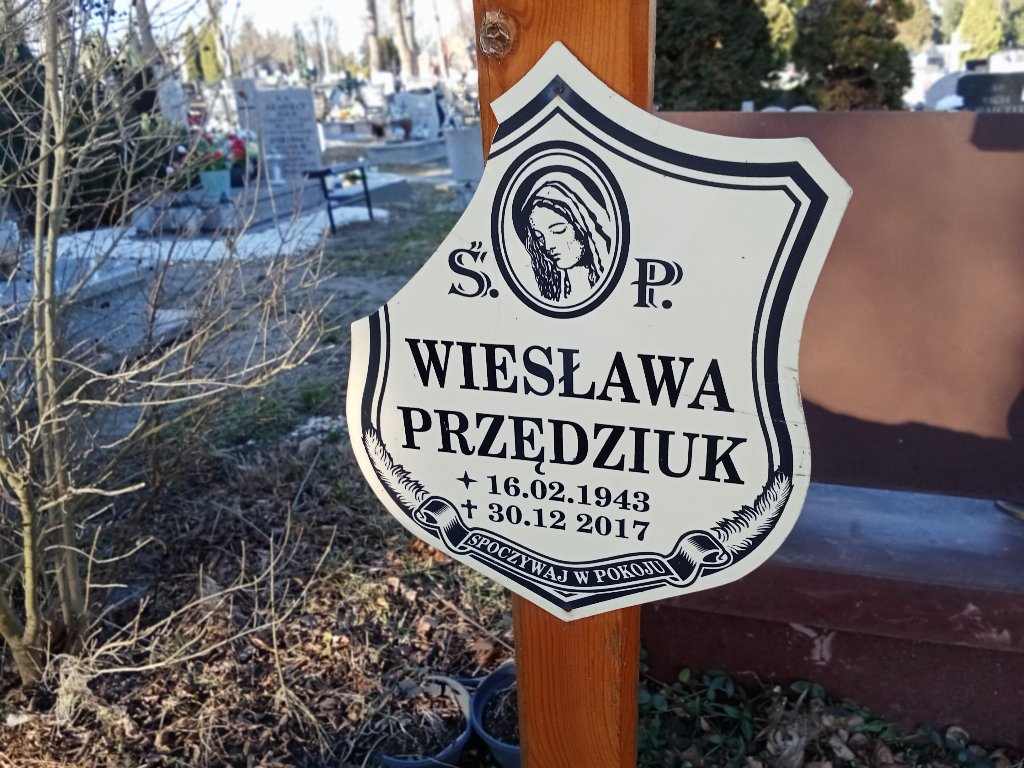 Ś. P.
WIESŁAWA
PRZĘDZIUK
✦ 16.02.1943
✝ 30.12 2017
SPOCZYWAJ W POKOJU